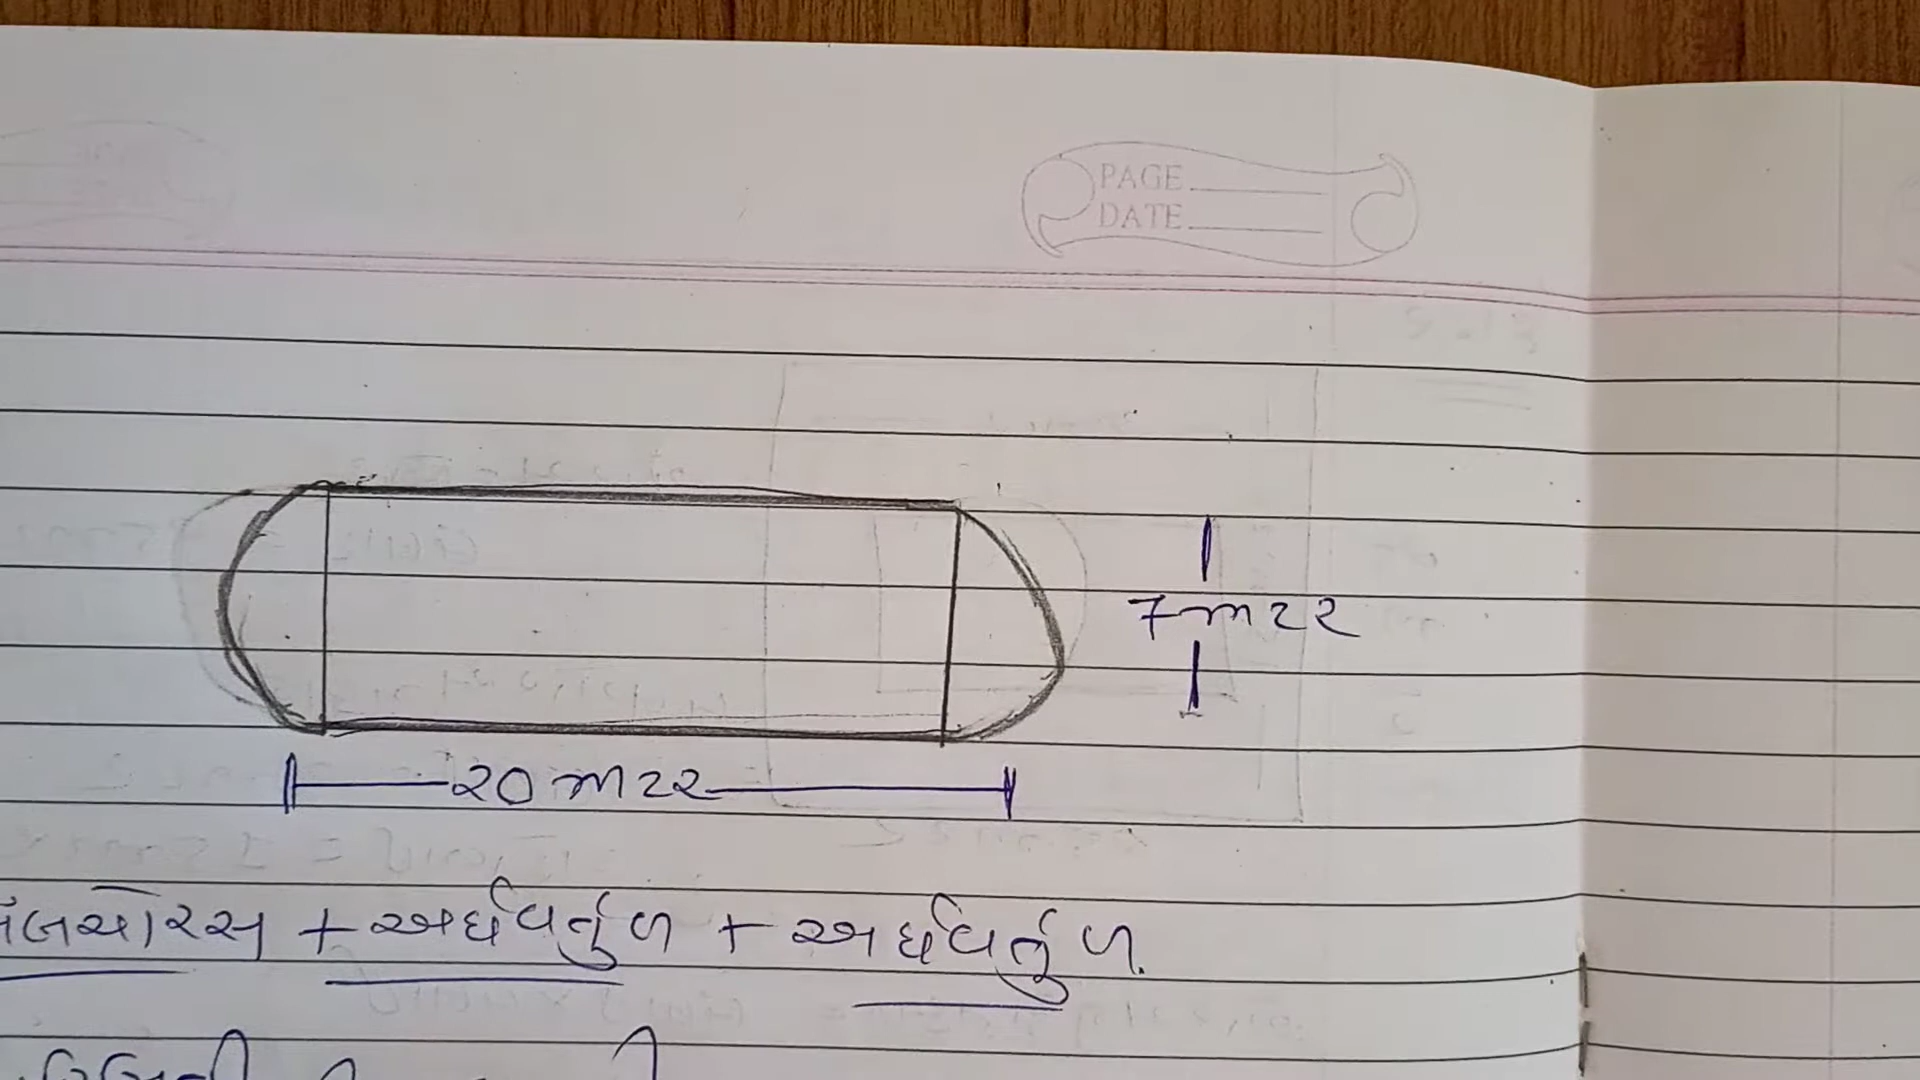 PAGE
DATE
7 મીટર
20 મીટર
લંબચોરસ + અર્ધવર્તુળ + અર્ધવર્તુળ.